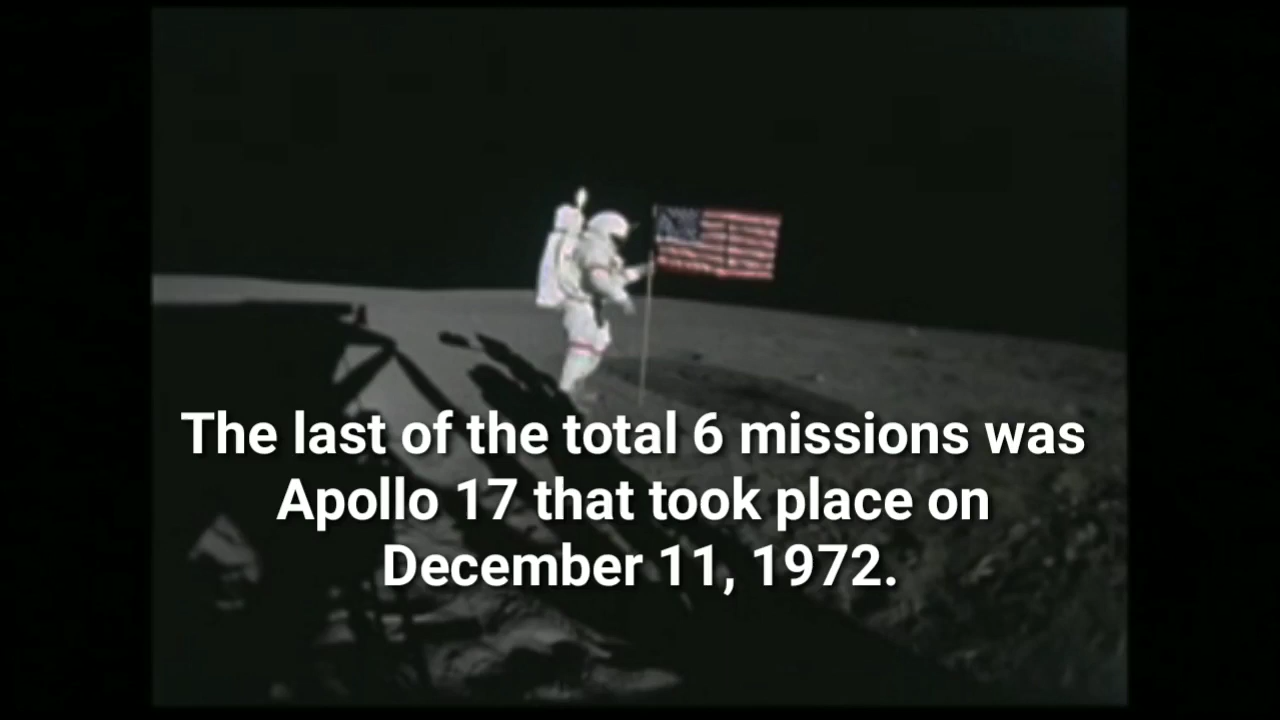 The last of the total 6 missions was
Apollo 17 that took place on
December 11, 1972.